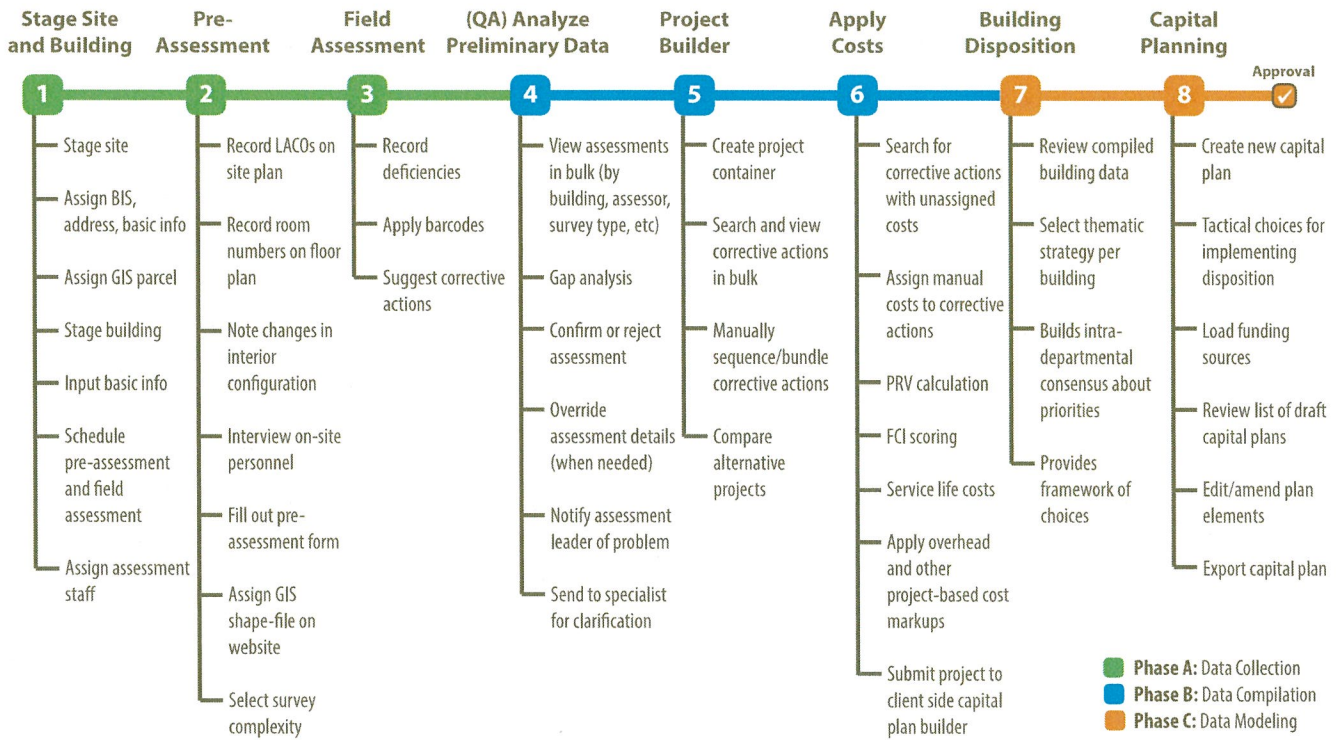 Stage Site
and Building
Pre-
Assessment
Field
Assessment
(QA) Analyze
Preliminary Data
Project
Builder
Apply
Costs
Building
Disposition
Capital
Planning
Approval
1
2
3
4
5
6
7
8
Stage site
Assign BIS,
address, basic info
Assign GIS parcel
Stage building
Input basic info
Schedule
pre-assessment
and field
assessment
Assign assessment
staff
Record LACOs on
site plan
Record room
numbers on floor
plan
Note changes in
interior
configuration
Interview on-site
personnel
Fill out pre-
assessment form
Assign GIS
shape-file on
website
Select survey
complexity
Record
deficiencies
Apply barcodes
Suggest corrective
actions
View assessments
in bulk (by
building, assessor,
survey type, etc)
Gap analysis
Confirm or reject
assessment
Override
assessment details
(when needed)
Notify assessment
leader of problem
Send to specialist
for clarification
Create project
container
Search and view
corrective actions
in bulk
Manually
sequence/bundle
corrective actions
Compare
alternative
projects
Search for
corrective actions
with unassigned
costs
Assign manual
costs to corrective
actions
PRV calculation
FCI scoring
Service life costs
Apply overhead
and other
project-based cost
markups
Submit project to
client side capital
plan builder
Review compiled
building data
Select thematic
strategy per
building
Builds intra-
departmental
consensus about
priorities
Provides
framework of
choices
Create new capital
plan
Tactical choices for
implementing
disposition
Load funding
sources
Review list of draft
capital plans
Edit/amend plan
elements
Export capital plan
Phase A: Data Collection
Phase B: Data Compilation
Phase C: Data Modeling